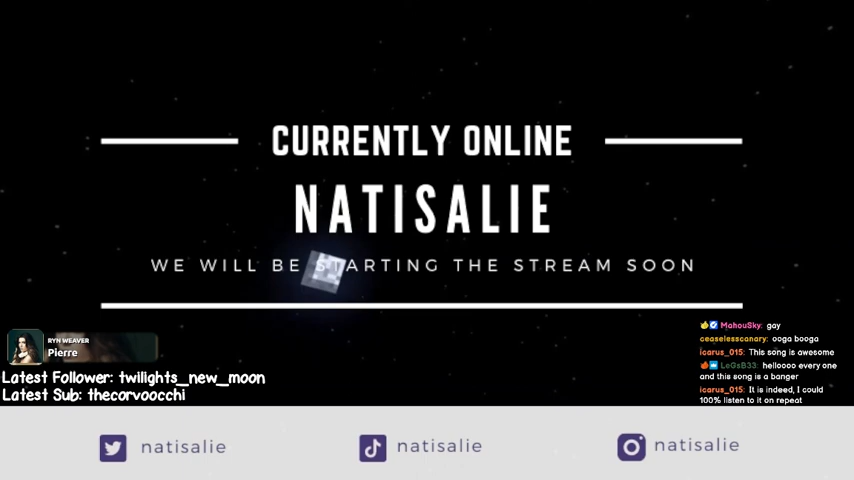 CURRENTLY ONLINE
NATISALIE
WE WILL BE STARTING THE STREAM SOON
RYN WEAVER
Pierre
Latest Follower: twilights_new_moon
Latest Sub: thecorvoocchi
MahouSky: gay
ceaselesscanary: ooga booga
icarus_015: This song is awesome
LeGsB33: helloooo every one
and this song is a banger
icarus_015: It is indeed, I could
100% listen to it on repeat
natisalie
natisalie
natisalie